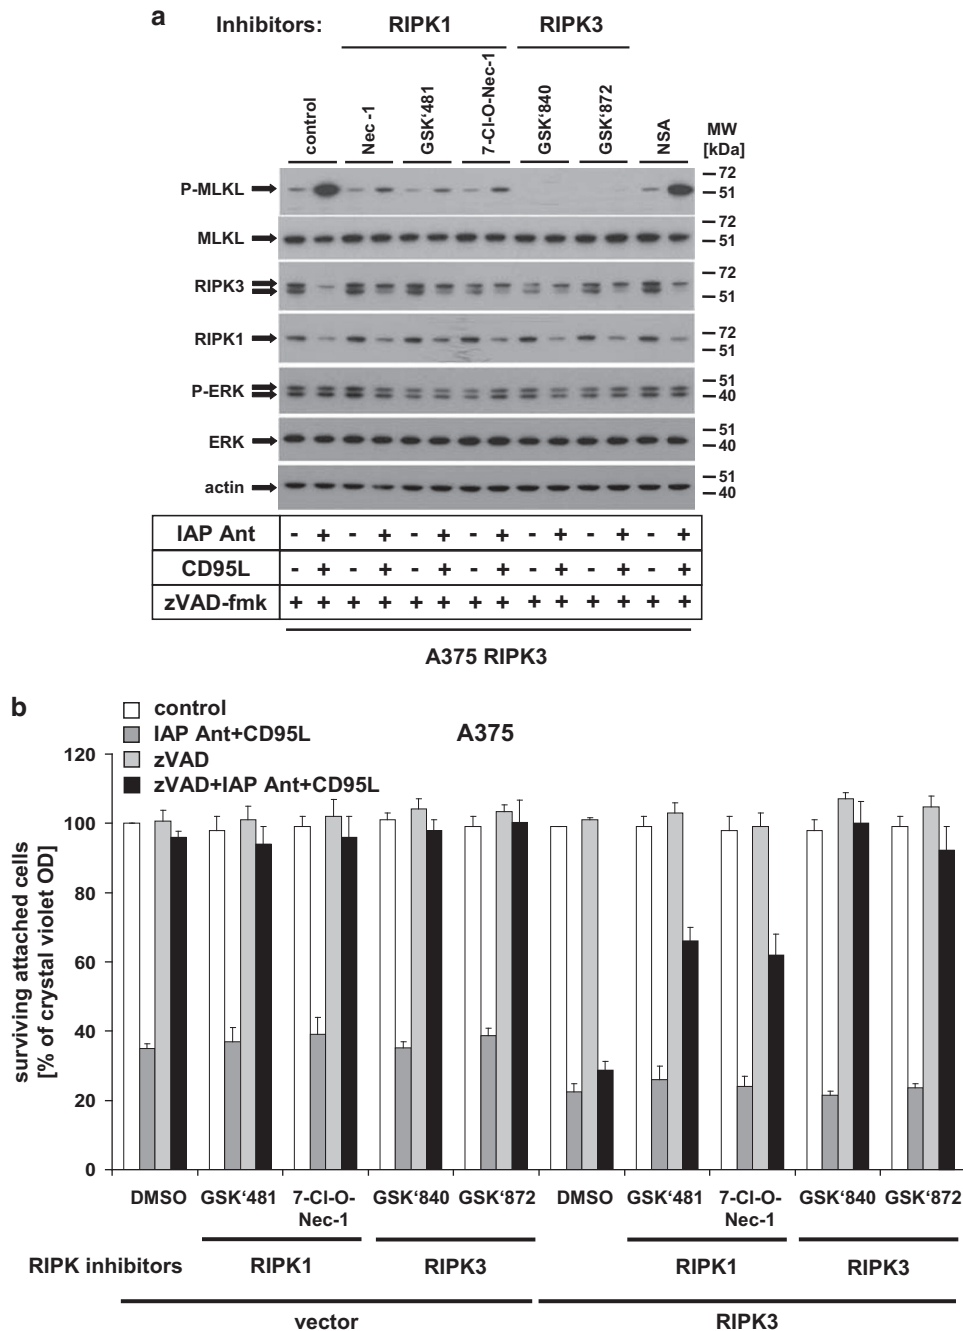 a
Inhibitors: RIPK1 RIPK3
control
Nec -1
GSK‘481
7-Cl-O-Nec-1
GSK‘840
GSK‘872
NSA
MW
[kDa]
P-MLKL
72
51
MLKL
72
51
RIPK3
72
51
RIPK1
72
51
P-ERK
51
40
ERK
51
40
actin
51
40
IAP Ant - + - + - + - + - + - + - +
CD95L - + - + - + - + - + - + - +
zVAD-fmk + + + + + + + + + + + + + +
A375 RIPK3
b
control
IAP Ant+CD95L
zVAD
zVAD+IAP Ant+CD95L
A375
surviving attached cells
[% of crystal violet OD]
120
100
80
60
40
20
0
DMSO GSK‘481 7-Cl-O- GSK‘840 GSK‘872 DMSO GSK‘481 7-Cl-O- GSK‘840 GSK‘872
Nec-1 Nec-1
RIPK inhibitors RIPK1 RIPK3 RIPK1 RIPK3
vector RIPK3